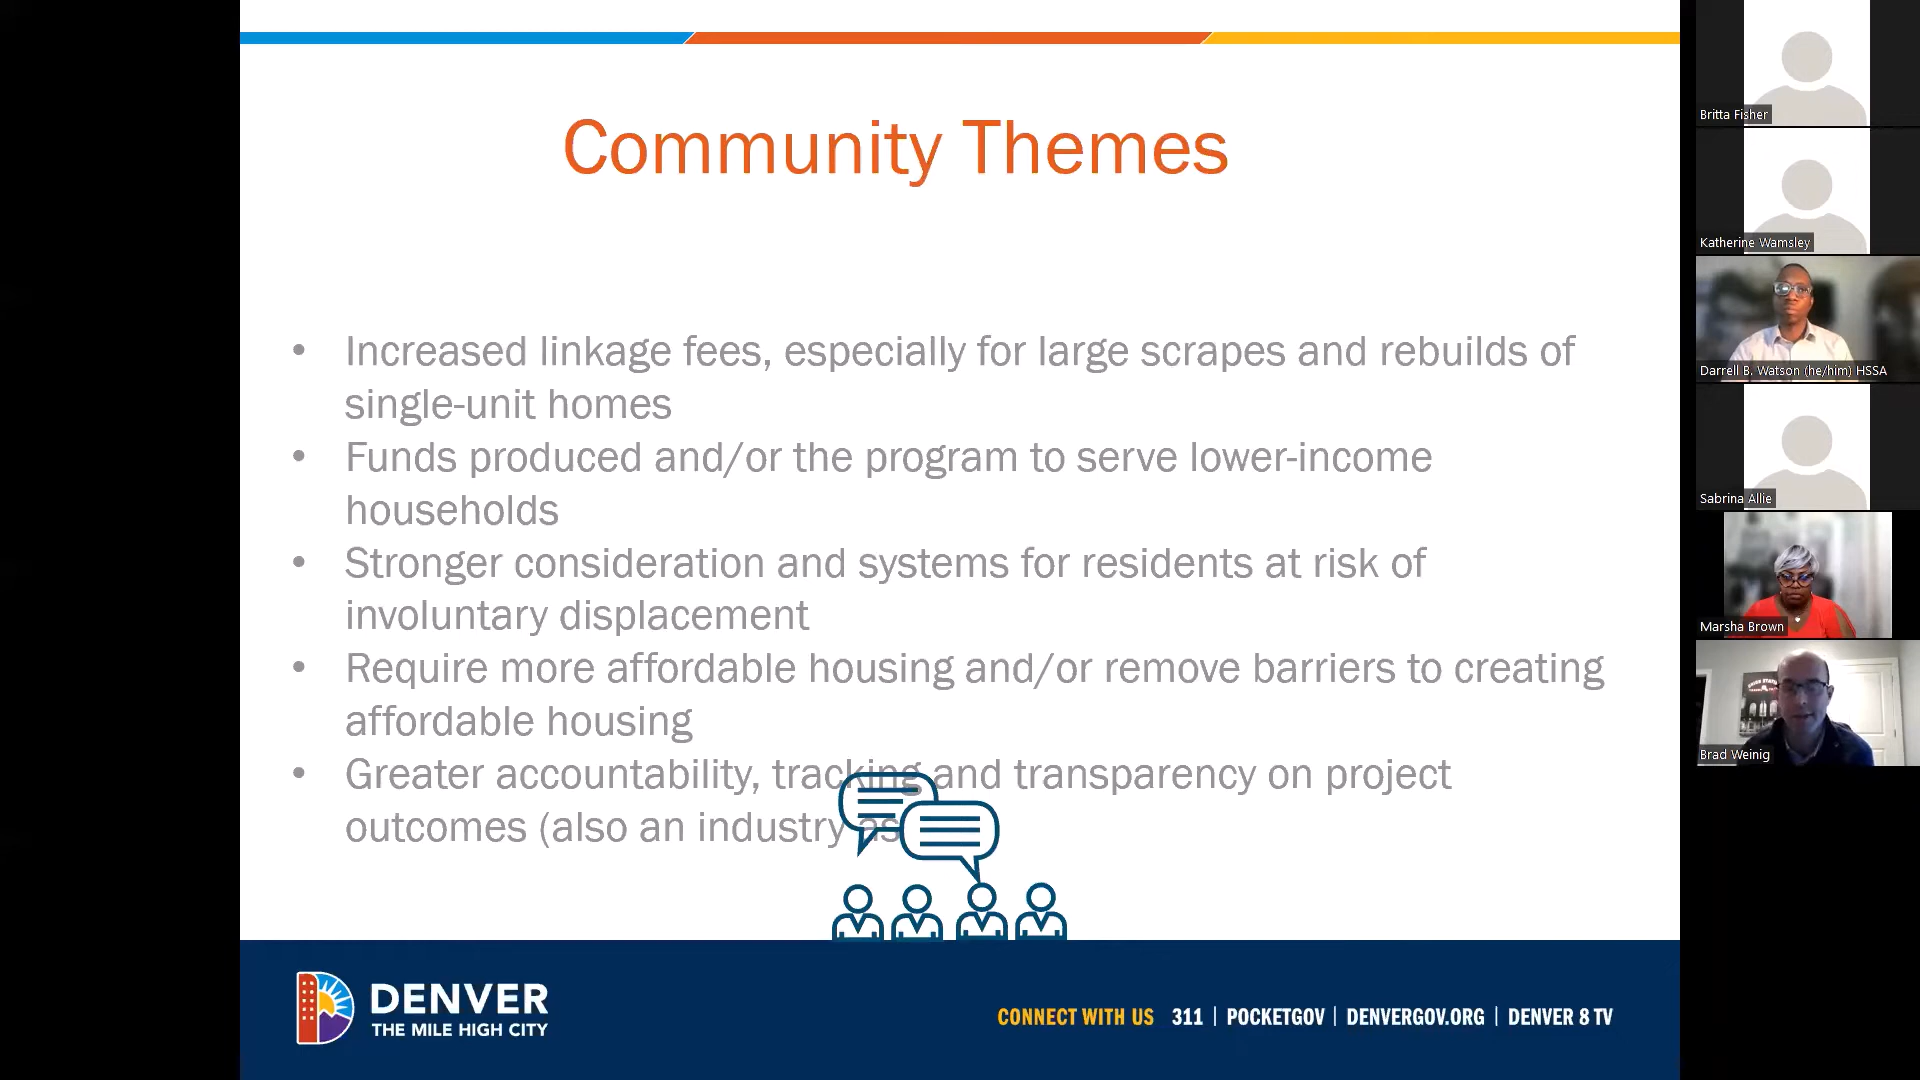 Community Themes
• Increased linkage fees, especially for large scrapes and rebuilds of
single-unit homes
• Funds produced and/or the program to serve lower-income
households
• Stronger consideration and systems for residents at risk of
involuntary displacement
• Require more affordable housing and/or remove barriers to creating
affordable housing
• Greater accountability, tracking and transparency on project
outcomes (also an industry
DENVER
THE MILE HIGH CITY
CONNECT WITH US 311 | POCKETGOV | DENVERGOV.ORG | DENVER 8 TV
Britta Fisher
Katherine Wamsley
Darrell B. Watson (he/him) HSSA
Sabrina Allie
Marsha Brown
Brad Weinig